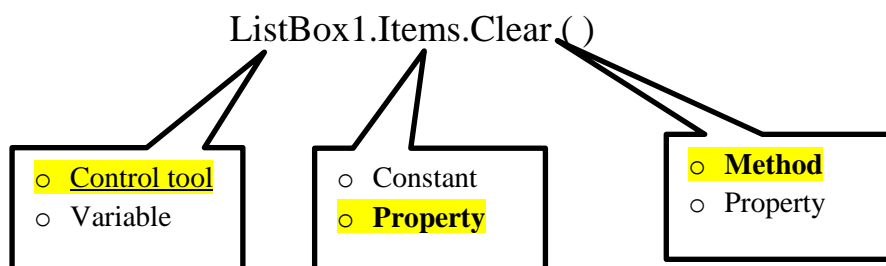 ListBox1.Items.Clear ( )
o Control tool
o Variable
o Constant
o Property
o Method
o Property